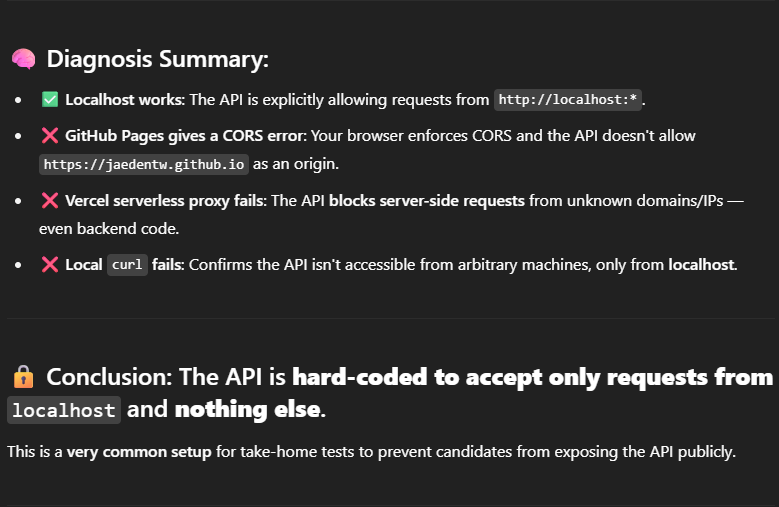 🧠 Diagnosis Summary:
• ✅ Localhost works: The API is explicitly allowing requests from http://localhost:*.
• ❌ GitHub Pages gives a CORS error: Your browser enforces CORS and the API doesn't allow
https://jaedentw.github.io as an origin.
• ❌ Vercel serverless proxy fails: The API blocks server-side requests from unknown domains/IPs —
even backend code.
• ❌ Local curl fails: Confirms the API isn't accessible from arbitrary machines, only from localhost.
🔒 Conclusion: The API is hard-coded to accept only requests from
localhost and nothing else.
This is a very common setup for take-home tests to prevent candidates from exposing the API publicly.